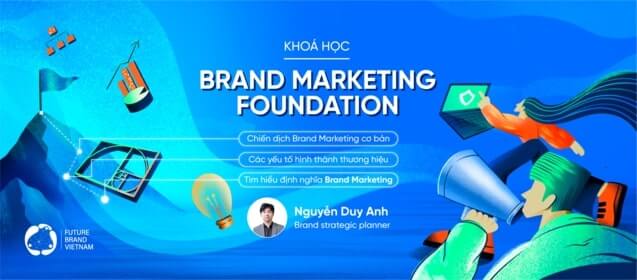 KHOÁ HỌC
BRAND MARKETING
FOUNDATION
Chiến dịch Brand Marketing cơ bản
Các yếu tố hình thành thương hiệu
Tìm hiểu định nghĩa Brand Marketing
Nguyễn Duy Anh
Brand strategic planner
FUTURE
BRAND
VIETNAM